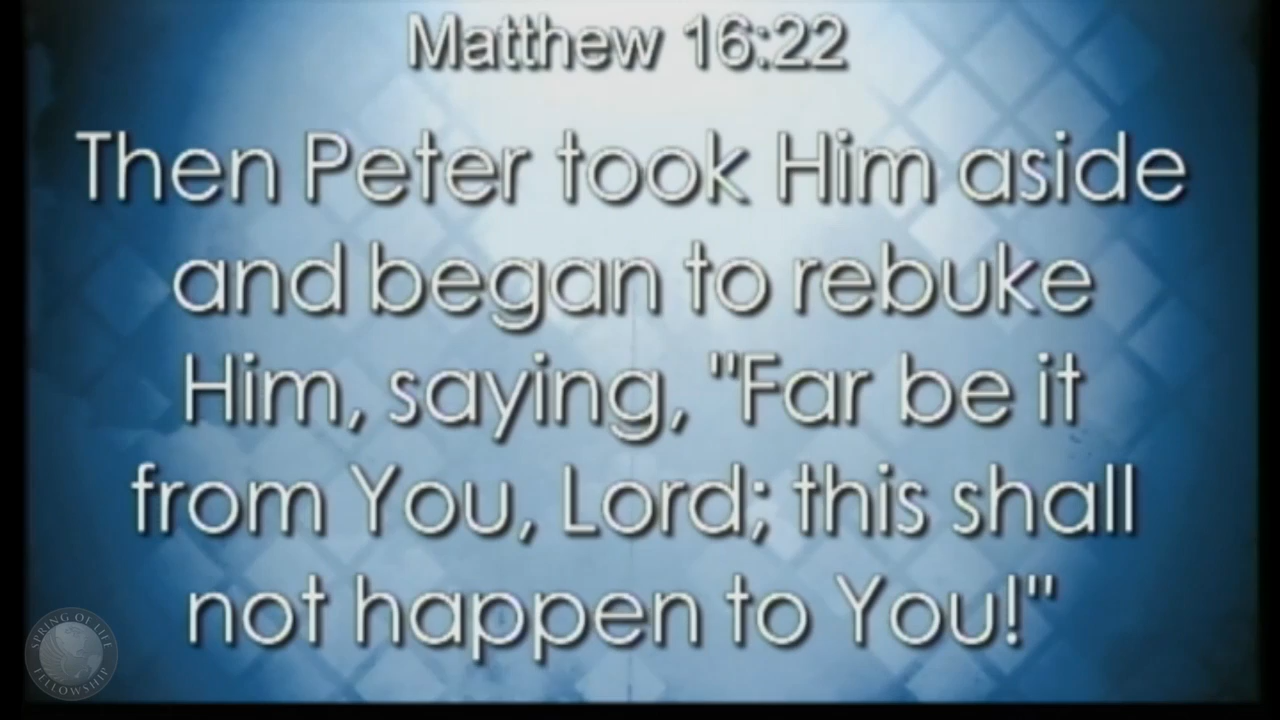 Matthew 16:22
Then Peter took Him aside
and began to rebuke
Him, saying, "Far be it
from You, Lord; this shall
not happen to You!"
SPRING OF LIFE
FELLOWSHIP